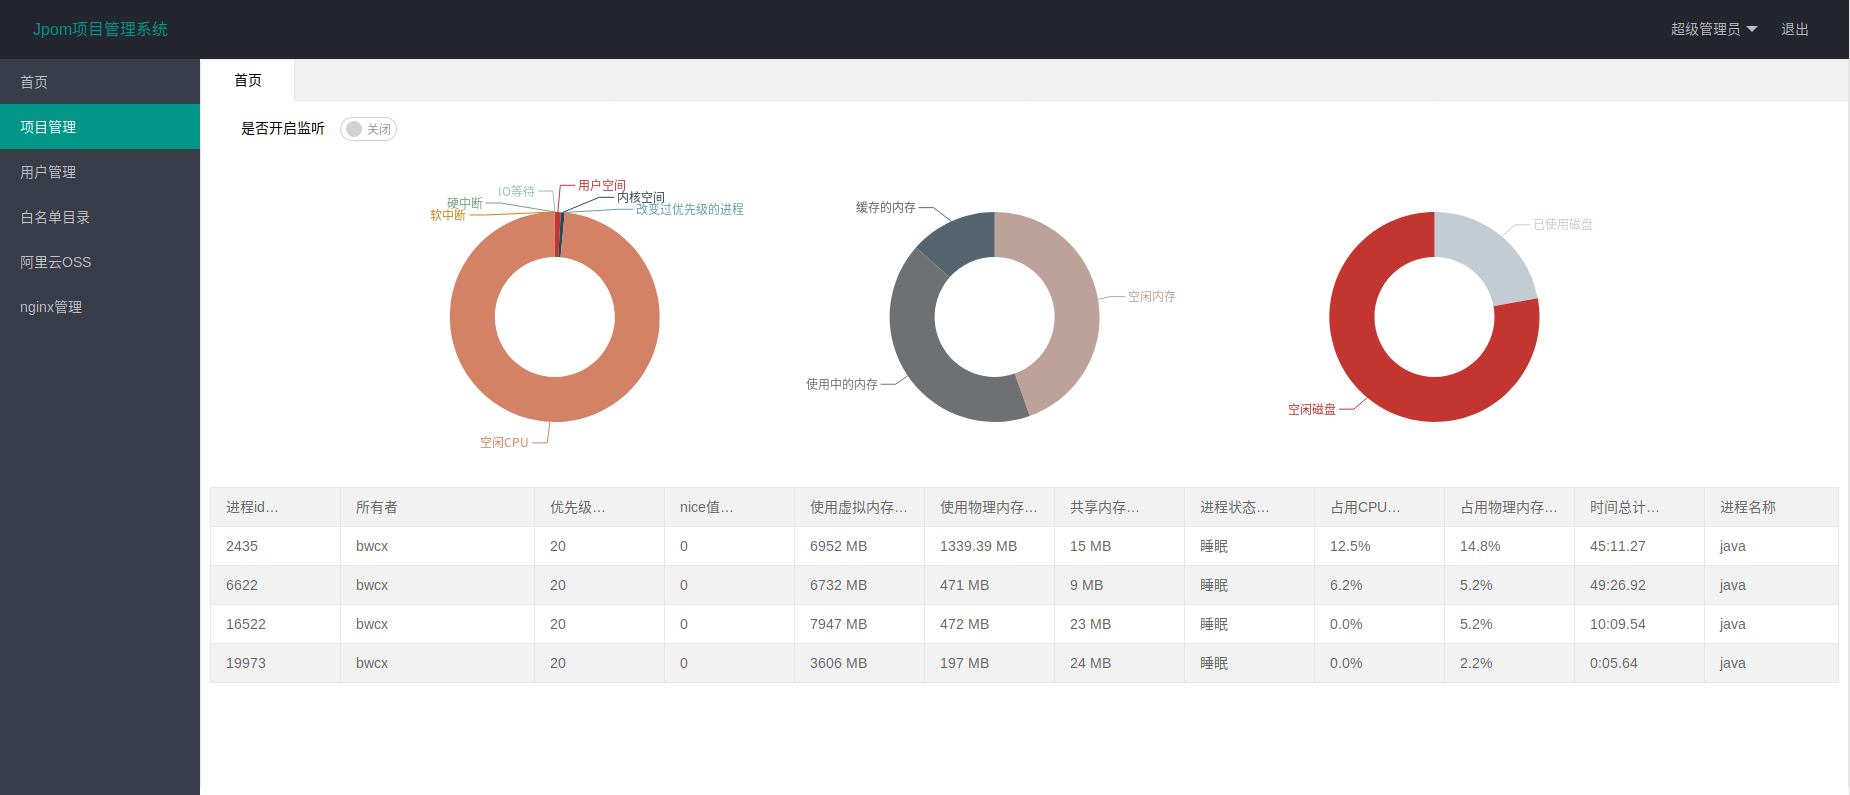 Jpom项目管理系统
超级管理员 退出
首页
项目管理
用户管理
白名单目录
阿里云OSS
nginx管理
首页
是否开启监听 关闭
用户空间
IO等待
内核空间
硬中断
改变过优先级的进程
软中断
空闲CPU
缓存的内存
空闲内存
使用中的内存
已使用磁盘
空闲磁盘
进程id... 所有者 优先级... nice值... 使用虚拟内存... 使用物理内存... 共享内存... 进程状态... 占用CPU... 占用物理内存... 时间总计... 进程名称
2435 bwcx 20 0 6952 MB 1339.39 MB 15 MB 睡眠 12.5% 14.8% 45:11.27 java
6622 bwcx 20 0 6732 MB 471 MB 9 MB 睡眠 6.2% 5.2% 49:26.92 java
16522 bwcx 20 0 7947 MB 472 MB 23 MB 睡眠 0.0% 5.2% 10:09.54 java
19973 bwcx 20 0 3606 MB 197 MB 24 MB 睡眠 0.0% 2.2% 0:05.64 java